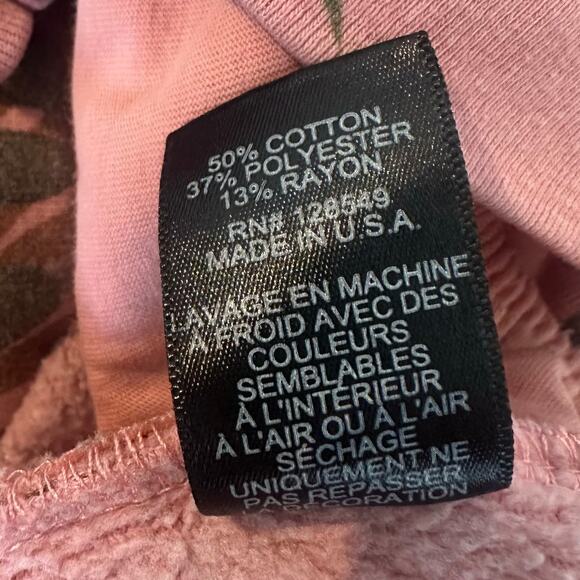 50% COTTON
37% POLYESTER
13% RAYON
RN# 128549
MADE IN U.S.A.
LAVAGE EN MACHINE
À FROID AVEC DES
COULEURS
SEMBLABLES
À L'INTÉRIEUR
À L'AIR OU À L'AIR
SÉCHAGE
UNIQUEMENT NE
PAS REPASSER
DÉCORATION